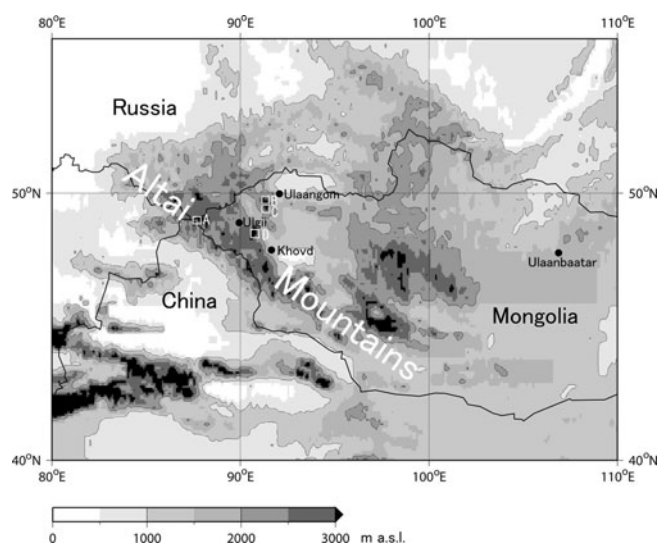 80°E 90°E 100°E 110°E
Russia
Altai
50°N 50°N
Ulaangom
A
Ulgii
D
Khovd
Ulaanbaatar
China
Mountains
Mongolia
40°N 40°N
80°E 90°E 100°E 110°E
0 1000 2000 3000 m a.s.l.